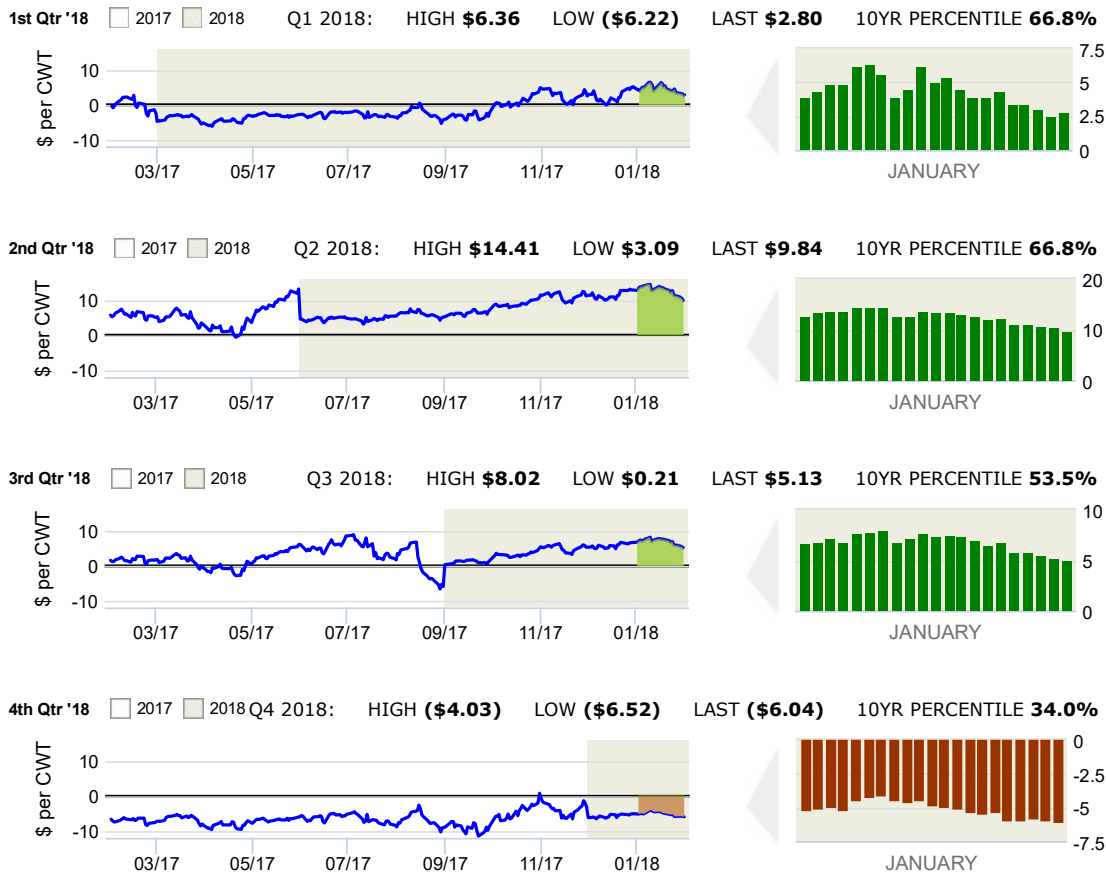 1st Qtr '18 2017 2018 Q1 2018: HIGH $6.36 LOW ($6.22) LAST $2.80 10YR PERCENTILE 66.8%
$ per CWT
10
0
-10
03/17 05/17 07/17 09/17 11/17 01/18
7.5
5
2.5
0
JANUARY
2nd Qtr '18 2017 2018 Q2 2018: HIGH $14.41 LOW $3.09 LAST $9.84 10YR PERCENTILE 66.8%
$ per CWT
10
0
-10
03/17 05/17 07/17 09/17 11/17 01/18
20
10
0
JANUARY
3rd Qtr '18 2017 2018 Q3 2018: HIGH $8.02 LOW $0.21 LAST $5.13 10YR PERCENTILE 53.5%
$ per CWT
10
0
-10
03/17 05/17 07/17 09/17 11/17 01/18
10
5
0
JANUARY
4th Qtr '18 2017 2018 Q4 2018: HIGH ($4.03) LOW ($6.52) LAST ($6.04) 10YR PERCENTILE 34.0%
$ per CWT
10
0
-10
03/17 05/17 07/17 09/17 11/17 01/18
0
-2.5
-5
-7.5
JANUARY